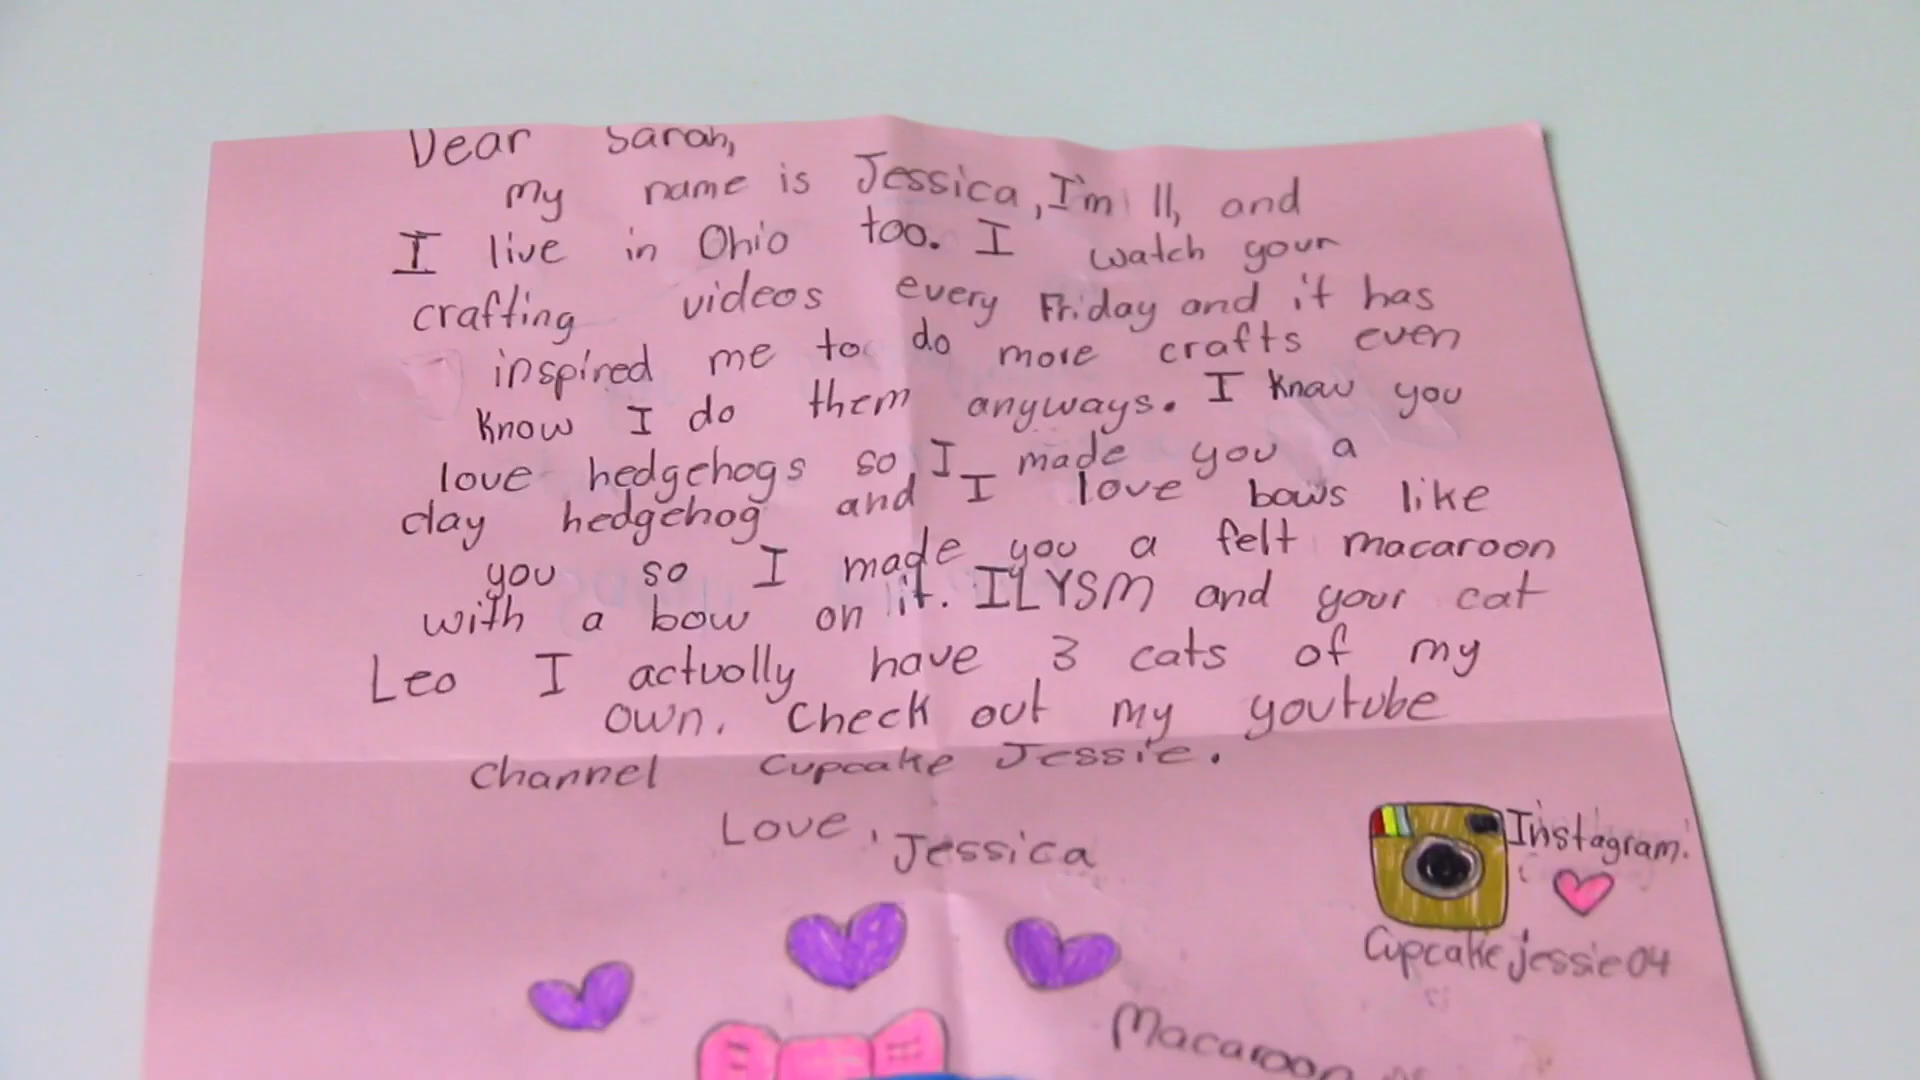 Dear Sarah,
my name is Jessica, I'm 11, and
I live in Ohio too. I watch your
crafting videos every Friday and it has
inspired me to do more crafts even
know I do them anyways. I know you
love hedgehogs so I made you a
clay hedgehog and I love bows like
you so I made you a felt macaroon
with a bow on it. ILYSM and your cat
Leo I actually have 3 cats of my
own. Check out my youtube
channel Cupcake Jessie.
Love, Jessica
Instagram:
Cupcakejessie04
Macaroon